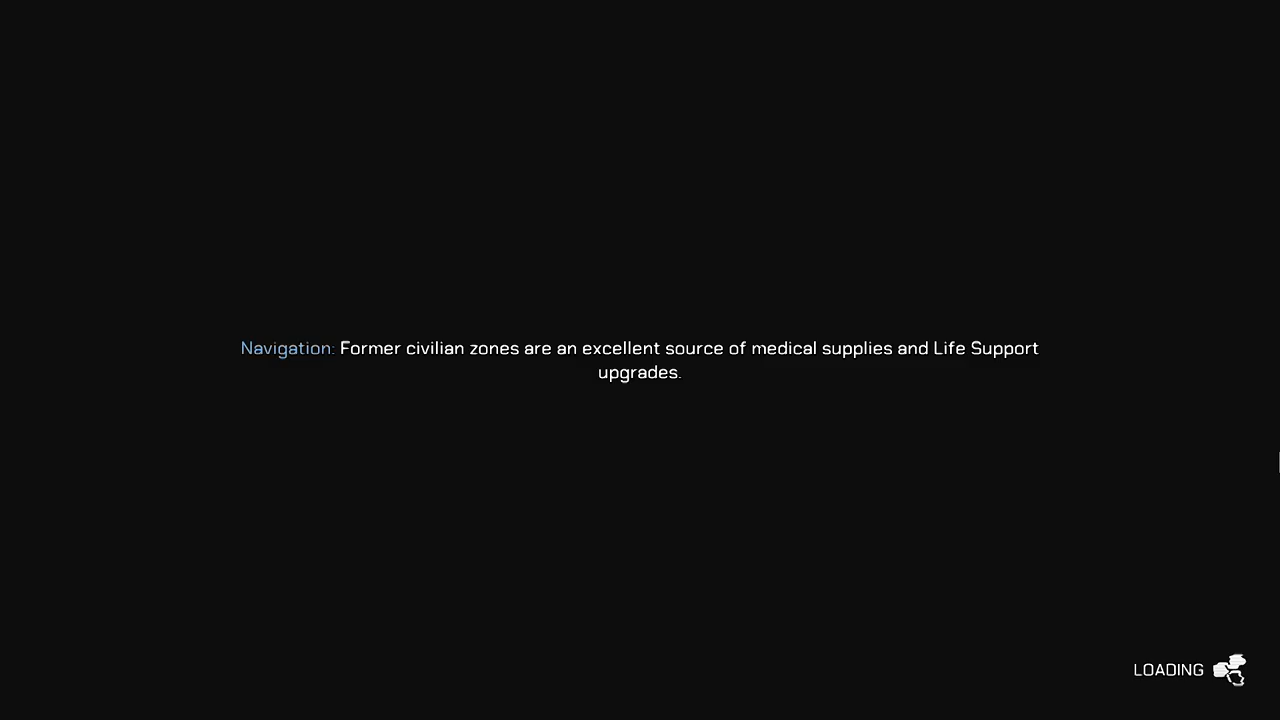 Navigation: Former civilian zones are an excellent source of medical supplies and Life Support
upgrades.
LOADING